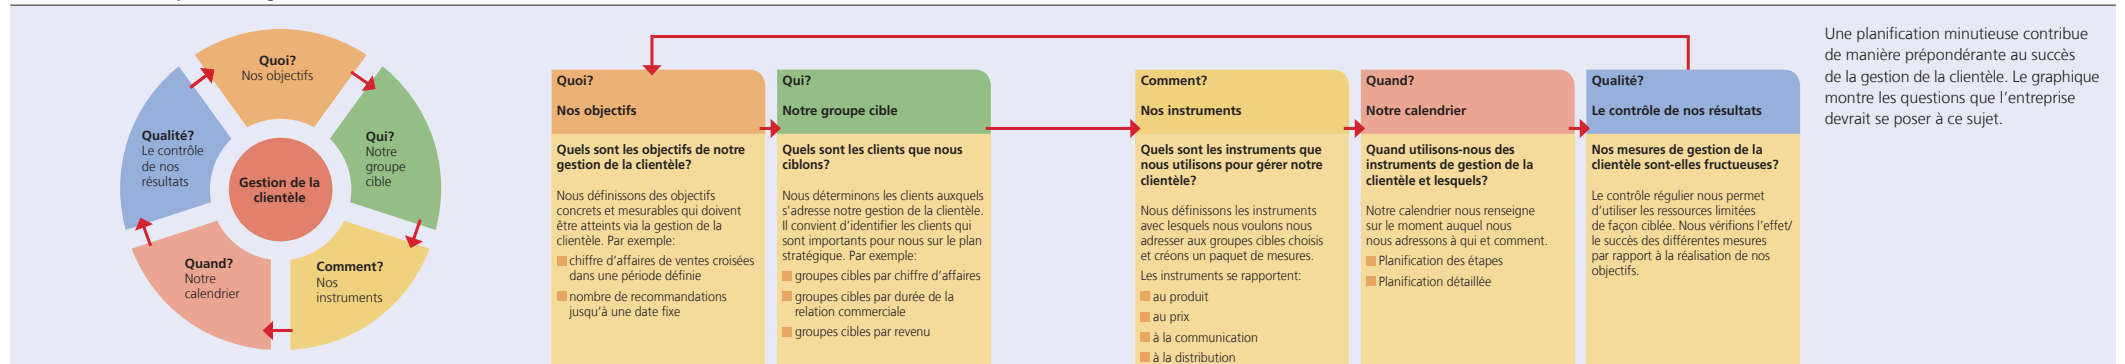 Quoi?
Nos objectifs
Qui?
Notre
groupe
cible
Comment?
Nos
instruments
Quand?
Notre
calendrier
Qualité?
Le contrôle
de nos
résultats
Gestion de la
clientèle
Quoi?
Nos objectifs
Quels sont les objectifs de notre
gestion de la clientèle?
Nous définissons des objectifs
concrets et mesurables qui doivent
être atteints via la gestion de la
clientèle. Par exemple:
chiffre d’affaires de ventes croisées
dans une période définie
nombre de recommandations
jusqu’à une date fixe
Qui?
Notre groupe cible
Quels sont les clients que nous
ciblons?
Nous déterminons les clients auxquels
s’adresse notre gestion de la clientèle.
Il convient d’identifier les clients qui
sont importants pour nous sur le plan
stratégique. Par exemple:
groupes cibles par chiffre d’affaires
groupes cibles par durée de la
relation commerciale
groupes cibles par revenu
Comment?
Nos instruments
Quels sont les instruments que
nous utilisons pour gérer notre
clientèle?
Nous définissons les instruments
avec lesquels nous voulons nous
adresser aux groupes cibles choisis
et créons un paquet de mesures.
Les instruments se rapportent:
au produit
au prix
à la communication
à la distribution
Quand?
Notre calendrier
Quand utilisons-nous des
instruments de gestion de la
clientèle et lesquels?
Notre calendrier nous renseigne
sur le moment auquel nous
nous adressons à qui et comment.
Planification des étapes
Planification détaillée
Qualité?
Le contrôle de nos résultats
Nos mesures de gestion de la
clientèle sont-elles fructueuses?
Le contrôle régulier nous permet
d’utiliser les ressources limitées
de façon ciblée. Nous vérifions l’effet/
le succès des différentes mesures
par rapport à la réalisation de nos
objectifs.
Une planification minutieuse contribue
de manière prépondérante au succès
de la gestion de la clientèle. Le graphique
montre les questions que l’entreprise
devrait se poser à ce sujet.